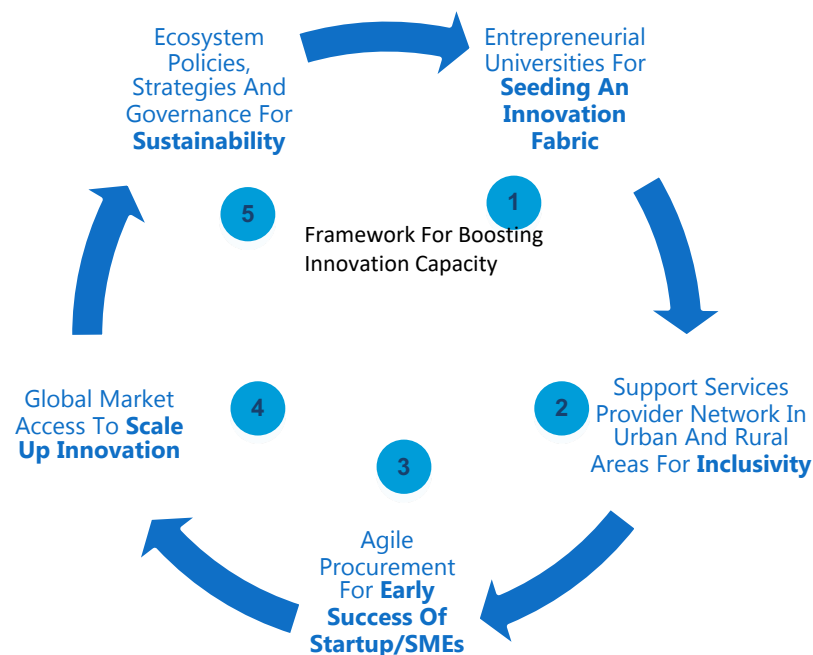 Framework For Boosting
Innovation Capacity
1
Entrepreneurial
Universities For
Seeding An
Innovation
Fabric
2
Support Services
Provider Network In
Urban And Rural
Areas For Inclusivity
3
Agile
Procurement
For Early
Success Of
Startup/SMEs
4
Global Market
Access To Scale
Up Innovation
5
Ecosystem
Policies,
Strategies And
Governance For
Sustainability